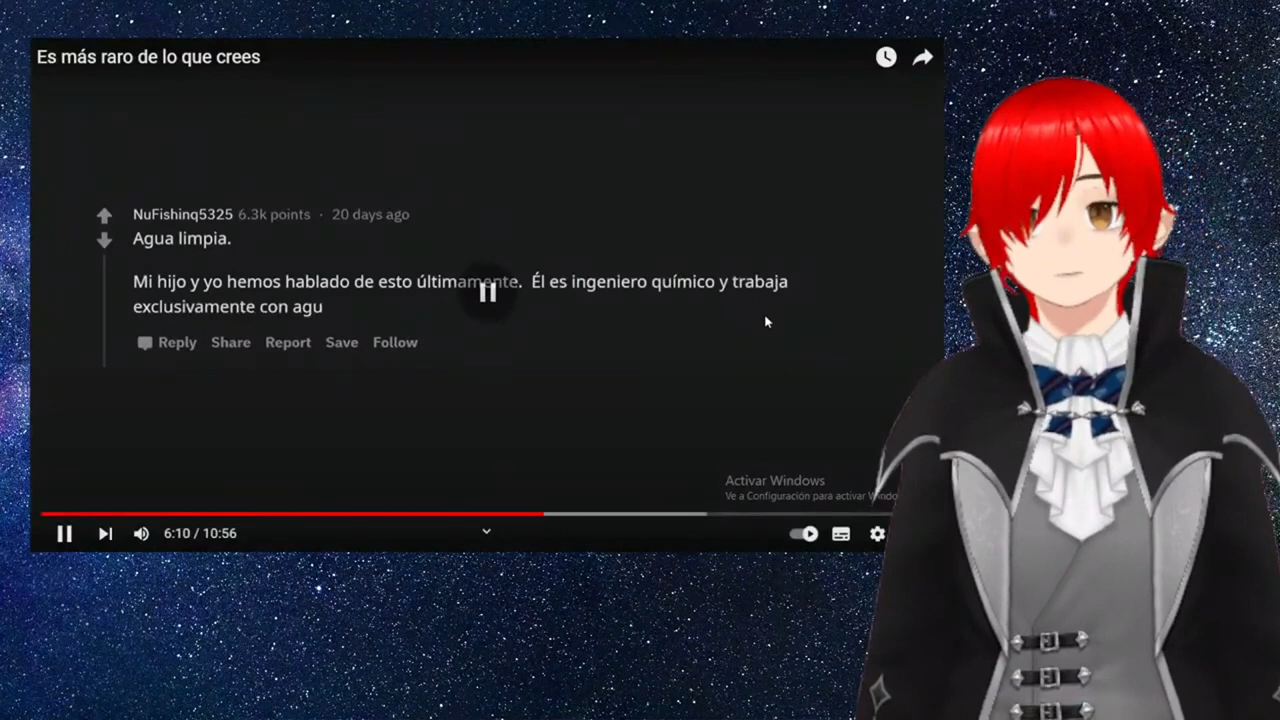 Es más raro de lo que crees
NuFishinq5325 6.3k points · 20 days ago
Agua limpia.
Mi hijo y yo hemos hablado de esto últimamente. Él es ingeniero químico y trabaja
exclusivamente con agu
Reply Share Report Save Follow
Activar Windows
Ve a Configuración para activar Windo
6:10 / 10:56